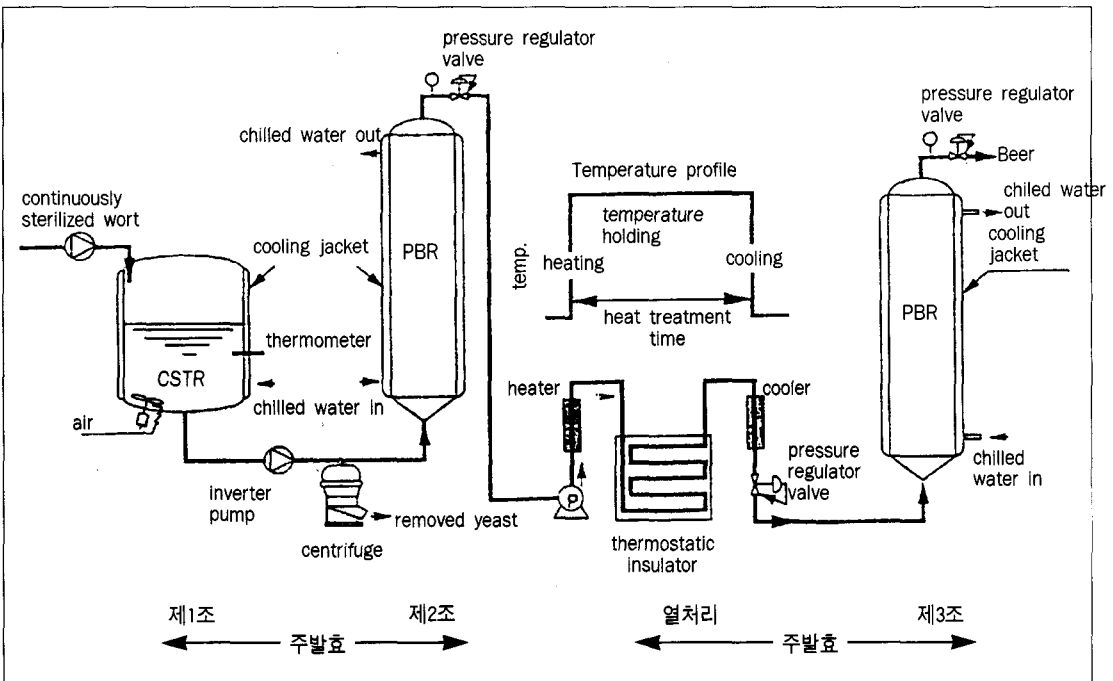 pressure regulator
valve
chilled water out
continuously
sterilized wort
cooling jacket
PBR
thermometer
CSTR
air
chilled water in
inverter
pump
centrifuge
removed yeast
Temperature profile
temp.
temperature
holding
heating
cooling
heat treatment
time
heater
P
cooler
thermostatic
insulator
pressure
regulator
valve
pressure regulator
valve
Beer
chiled water
out
cooling
jacket
PBR
chilled
water in
제1조
제2조
주발효
열처리
제3조
주발효